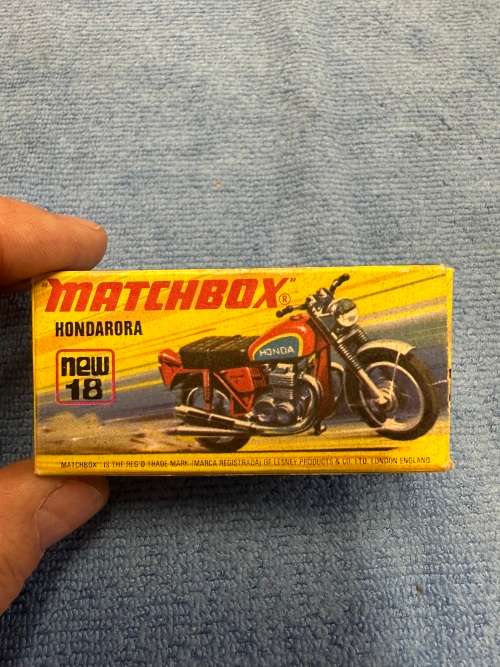 "MATCHBOX"®
HONDARORA
new
18
HONDA
"MATCHBOX" IS THE REG'D TRADE MARK (MARCA REGISTRADA) OF LESNEY PRODUCTS & CO. LTD. LONDON ENGLAND